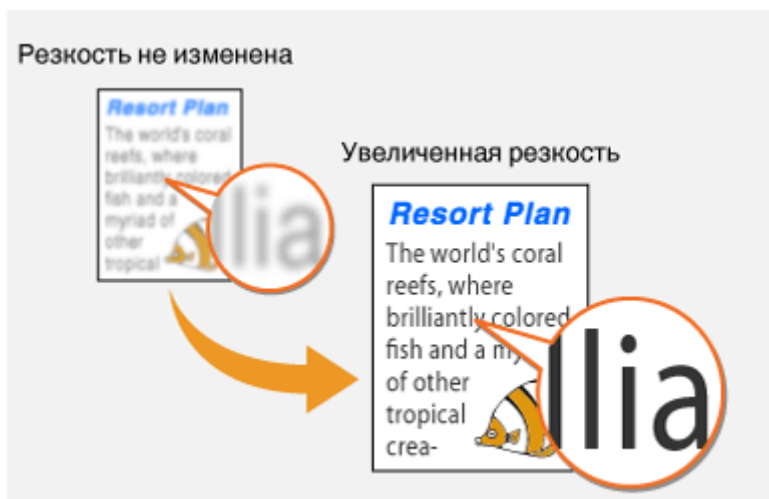 Резкость не изменена
Resort Plan
The world's coral
reefs, where
brilliantly colored
fish and a
myriad of
other
tropical
lia
Увеличенная резкость
Resort Plan
The world's coral
reefs, where
brilliantly colored
fish and a my
of other
tropical
crea-
llia